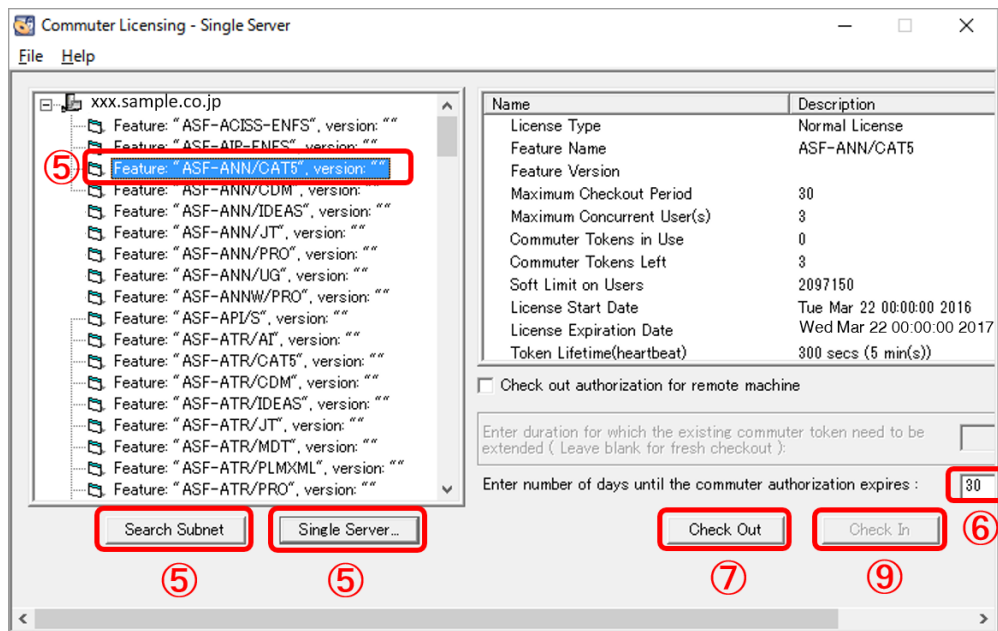 Commuter Licensing - Single Server
File Help
xxx.sample.co.jp
Feature: "ASF-ACISS-ENFS", version: ""
Feature: "ASF-AIP-ENFS", version: ""
⑤ Feature: "ASF-ANN/CAT5", version: ""
Feature: "ASF-ANN/CDM", version: ""
Feature: "ASF-ANN/IDEAS", version: ""
Feature: "ASF-ANN/JT", version: ""
Feature: "ASF-ANN/PRO", version: ""
Feature: "ASF-ANN/UG", version: ""
Feature: "ASF-ANNW/PRO", version: ""
Feature: "ASF-API/S", version: ""
Feature: "ASF-ATR/AI", version: ""
Feature: "ASF-ATR/CAT5", version: ""
Feature: "ASF-ATR/CDM", version: ""
Feature: "ASF-ATR/IDEAS", version: ""
Feature: "ASF-ATR/JT", version: ""
Feature: "ASF-ATR/MDT", version: ""
Feature: "ASF-ATR/PLMXML", version: ""
Feature: "ASF-ATR/PRO", version: ""
Search Subnet Single Server...
⑤ ⑤
Name Description
License Type Normal License
Feature Name ASF-ANN/CAT5
Feature Version
Maximum Checkout Period 30
Maximum Concurrent User(s) 3
Commuter Tokens in Use 0
Commuter Tokens Left 3
Soft Limit on Users 2097150
License Start Date Tue Mar 22 00:00:00 2016
License Expiration Date Wed Mar 22 00:00:00 2017
Token Lifetime(heartbeat) 300 secs (5 min(s))
Check out authorization for remote machine
Enter duration for which the existing commuter token need to be
extended ( Leave blank for fresh checkout ):
Enter number of days until the commuter authorization expires : 30
⑥
Check Out Check In
⑦ ⑨